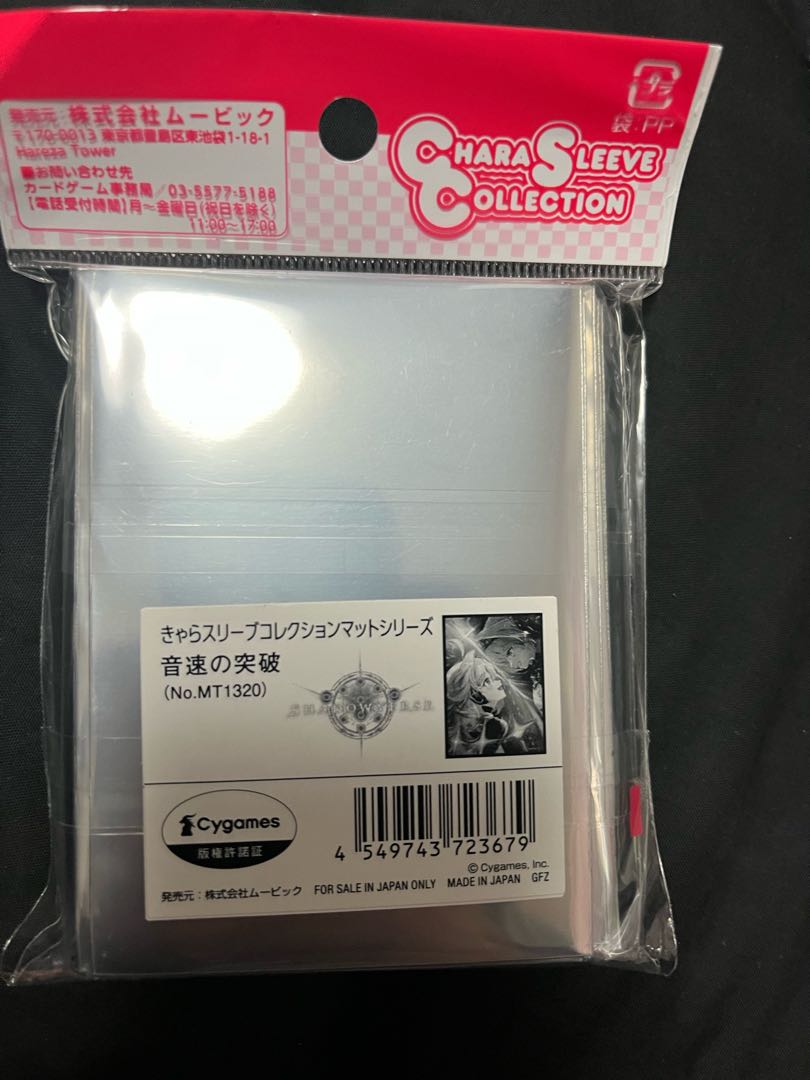 発売元:株式会社ムービック
〒170-0013 東京都豊島区東池袋1-18-1
Hareza Tower
■お問い合わせ先
カードゲーム事務局/03-5577-5188
【電話受付時間】月~金曜日(祝日を除く)
11:00~17:00
CHARA SLEEVE
COLLECTION
プラ
袋:PP
きゃらスリーブコレクションマットシリーズ
音速の突破
(No.MT1320)
SHADOWVERSE
Cygames
版権許諾証
4 549743 723679
© Cygames, Inc.
発売元:株式会社ムービック FOR SALE IN JAPAN ONLY MADE IN JAPAN GFZ